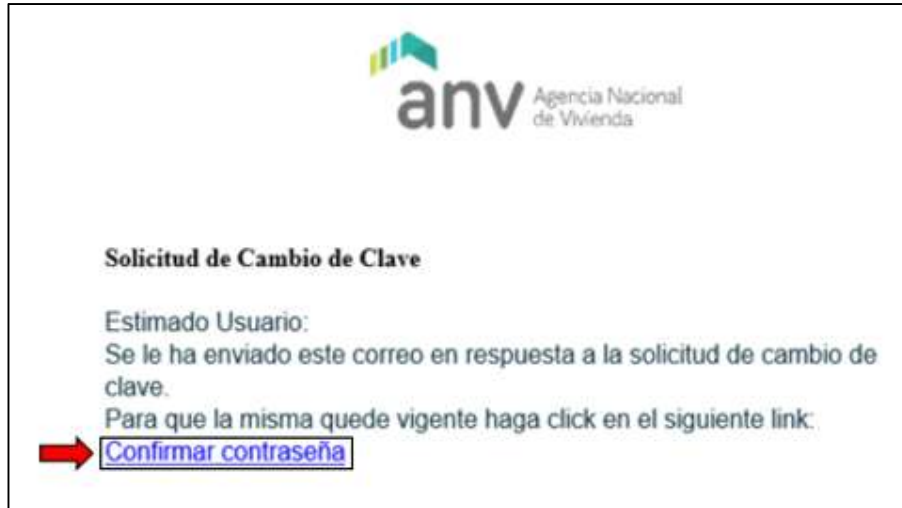 anv Agencia Nacional
de Vivienda
Solicitud de Cambio de Clave
Estimado Usuario:
Se le ha enviado este correo en respuesta a la solicitud de cambio de
clave.
Para que la misma quede vigente haga click en el siguiente link:
Confirmar contraseña